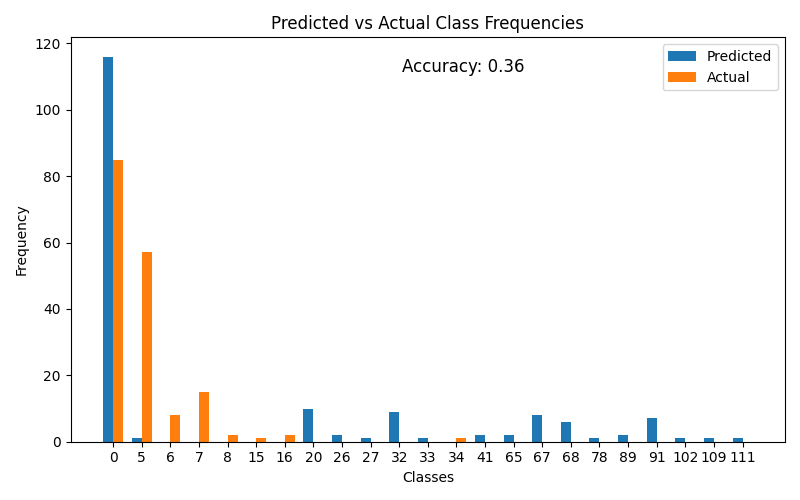 Predicted vs Actual Class Frequencies
Accuracy: 0.36
Predicted
Actual
Frequency
120
100
80
60
40
20
0
0 5 6 7 8 15 16 20 26 27 32 33 34 41 65 67 68 78 89 91 102 109 111
Classes